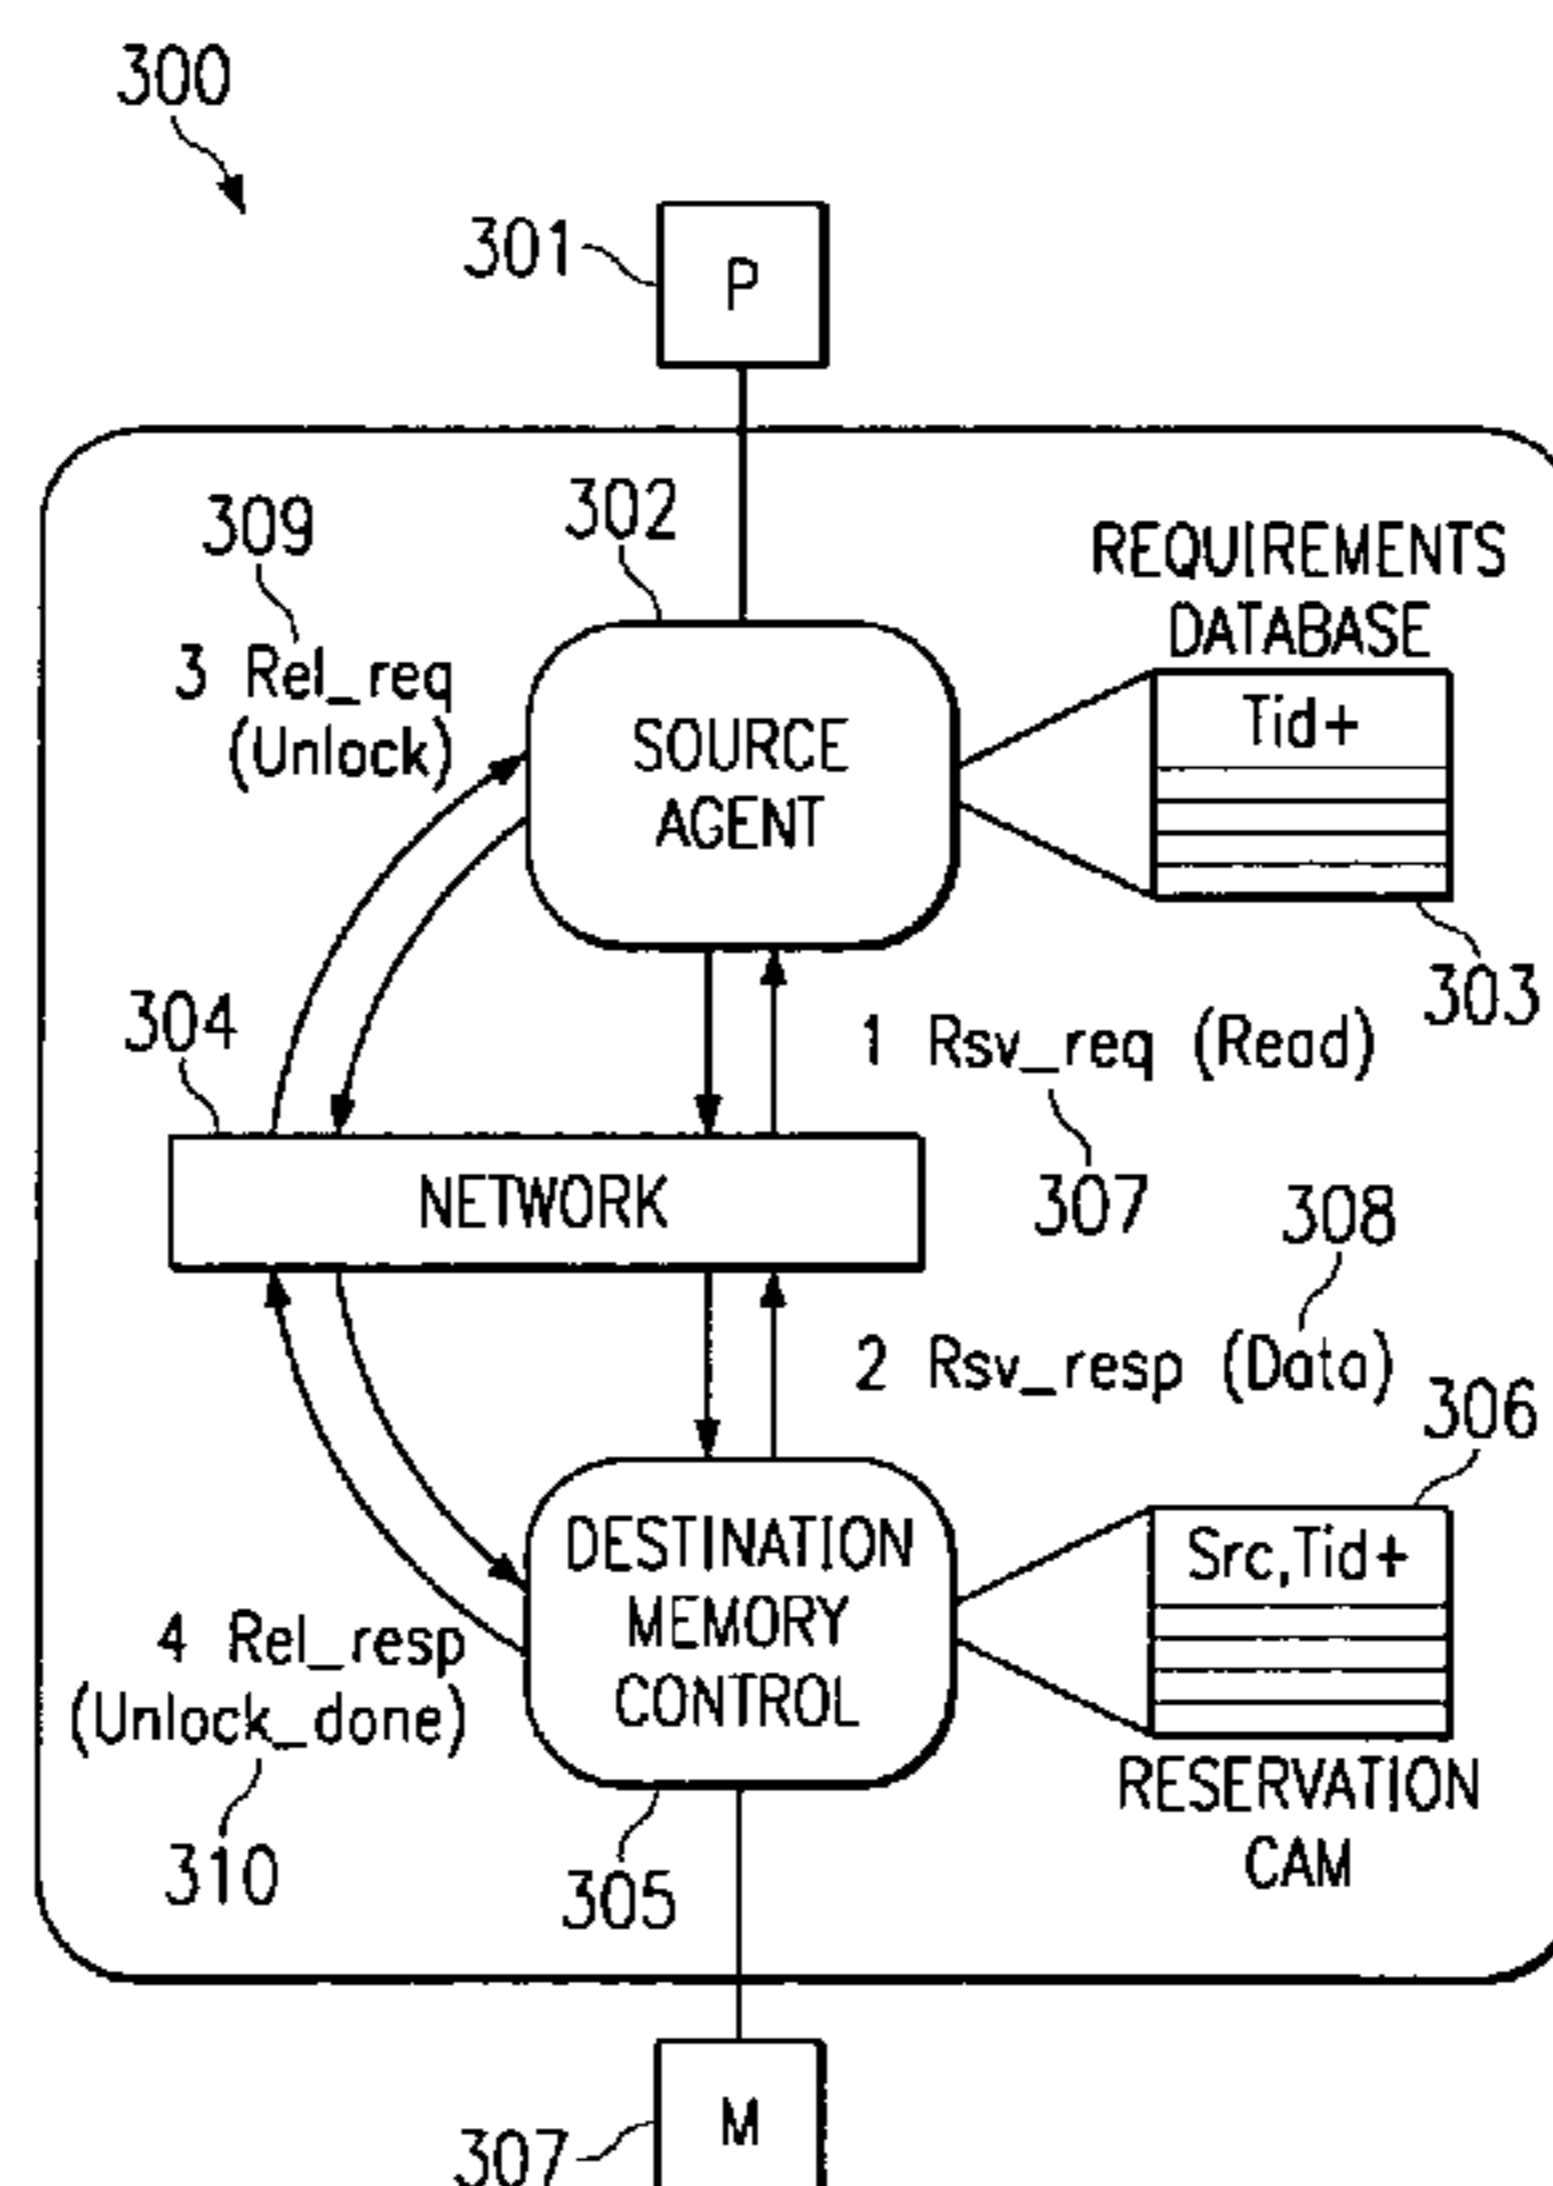 300
301
P
309
302
REQUIREMENTS
DATABASE
3 Rel_req
(Unlock)
SOURCE
AGENT
Tid+
303
304
1 Rsv_req (Read)
307
NETWORK
308
2 Rsv_resp (Data)
306
DESTINATION
MEMORY
CONTROL
Src,Tid+
4 Rel_resp
(Unlock_done)
310
305
RESERVATION
CAM
M
307